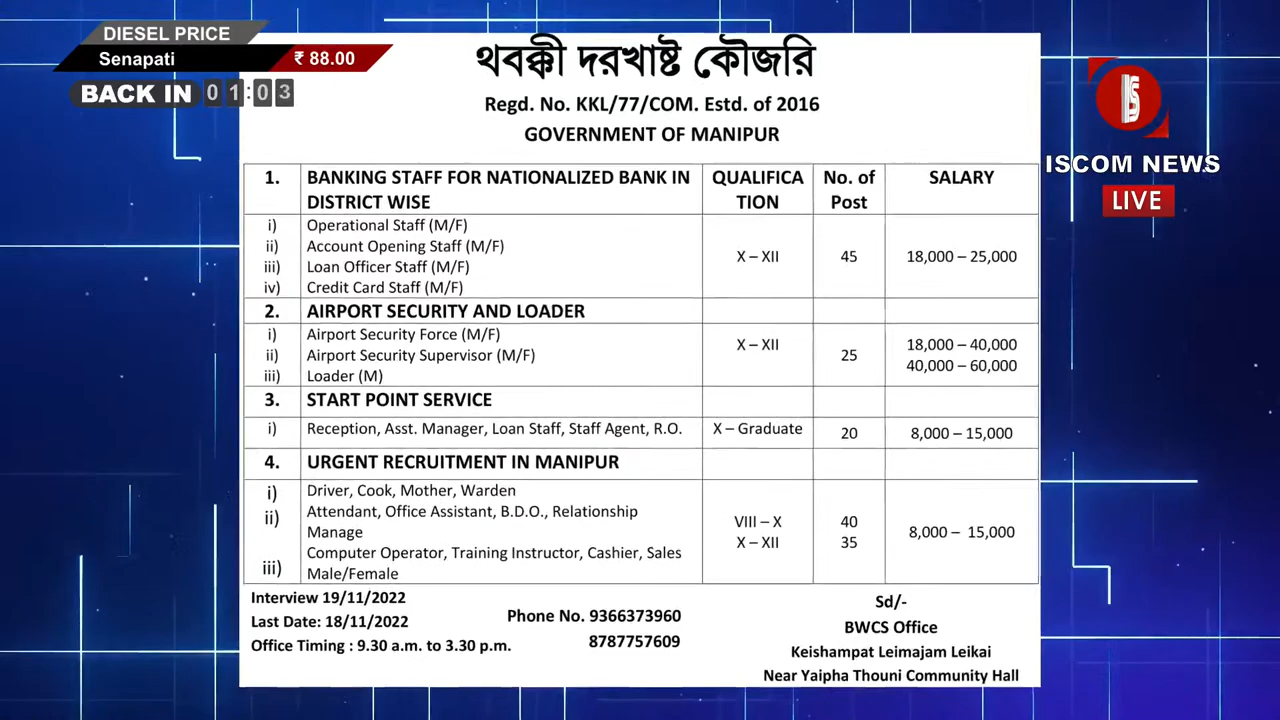 DIESEL PRICE
Senapati ₹ 88.00
BACK IN 01:03
থবক্কী দরখাষ্ট কৌজরি
Regd. No. KKL/77/COM. Estd. of 2016
GOVERNMENT OF MANIPUR
ISCOM NEWS
LIVE
1. BANKING STAFF FOR NATIONALIZED BANK IN DISTRICT WISE QUALIFICATION No. of Post SALARY
i) Operational Staff (M/F)
ii) Account Opening Staff (M/F)
iii) Loan Officer Staff (M/F)
iv) Credit Card Staff (M/F)
X – XII 45 18,000 – 25,000
2. AIRPORT SECURITY AND LOADER
i) Airport Security Force (M/F)
ii) Airport Security Supervisor (M/F)
iii) Loader (M)
X – XII 25 18,000 – 40,000
40,000 – 60,000
3. START POINT SERVICE
i) Reception, Asst. Manager, Loan Staff, Staff Agent, R.O. X – Graduate 20 8,000 – 15,000
4. URGENT RECRUITMENT IN MANIPUR
i) Driver, Cook, Mother, Warden
ii) Attendant, Office Assistant, B.D.O., Relationship
Manage
iii) Computer Operator, Training Instructor, Cashier, Sales
Male/Female
VIII – X 40
X – XII 35
8,000 – 15,000
Interview 19/11/2022
Last Date: 18/11/2022
Office Timing : 9.30 a.m. to 3.30 p.m.
Phone No. 9366373960
8787757609
Sd/-
BWCS Office
Keishampat Leimajam Leikai
Near Yaipha Thouni Community Hall